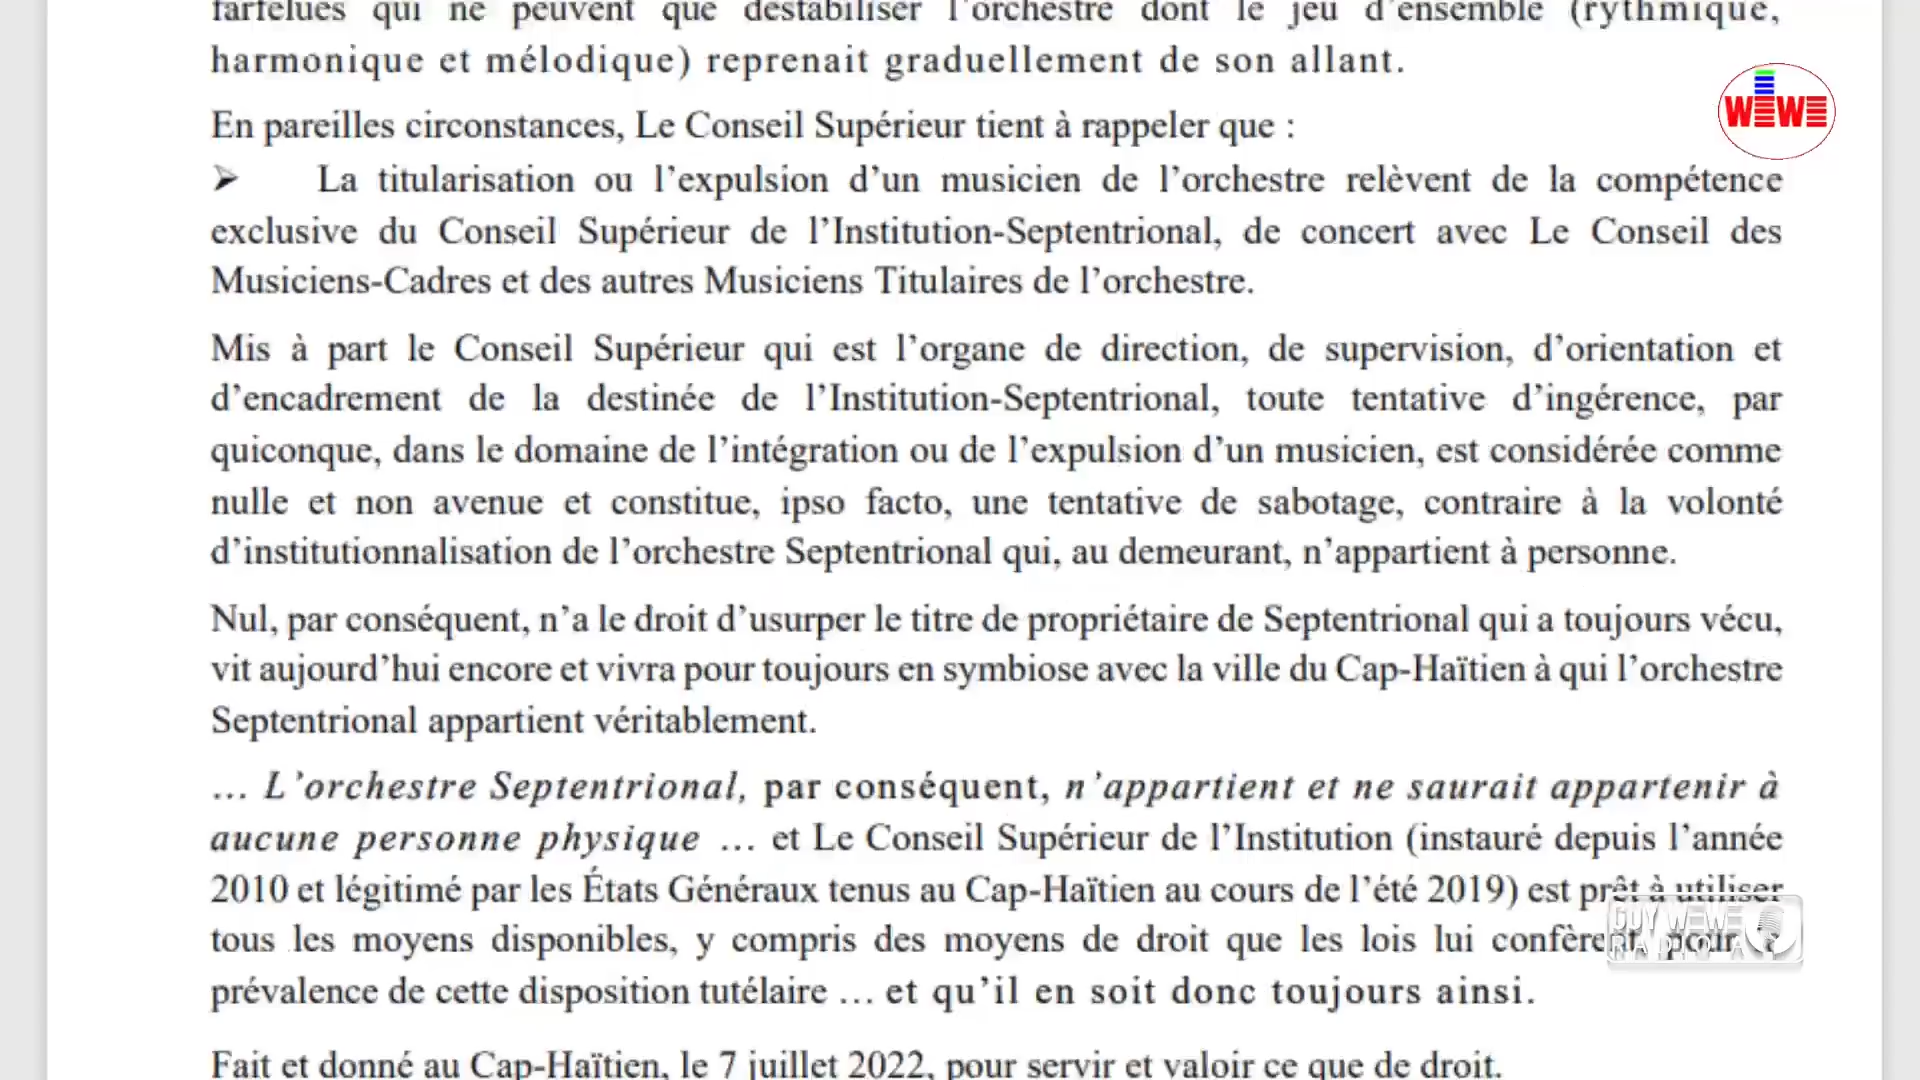 farfelues qui ne peuvent que déstabiliser l'orchestre dont le jeu d'ensemble (rythmique,
harmonique et mélodique) reprenait graduellement de son allant.
WEWE
En pareilles circonstances, Le Conseil Supérieur tient à rappeler que :
➢ La titularisation ou l'expulsion d'un musicien de l'orchestre relèvent de la compétence
exclusive du Conseil Supérieur de l'Institution-Septentrional, de concert avec Le Conseil des
Musiciens-Cadres et des autres Musiciens Titulaires de l'orchestre.
Mis à part le Conseil Supérieur qui est l'organe de direction, de supervision, d'orientation et
d'encadrement de la destinée de l'Institution-Septentrional, toute tentative d'ingérence, par
quiconque, dans le domaine de l'intégration ou de l'expulsion d'un musicien, est considérée comme
nulle et non avenue et constitue, ipso facto, une tentative de sabotage, contraire à la volonté
d'institutionnalisation de l'orchestre Septentrional qui, au demeurant, n'appartient à personne.
Nul, par conséquent, n'a le droit d'usurper le titre de propriétaire de Septentrional qui a toujours vécu,
vit aujourd'hui encore et vivra pour toujours en symbiose avec la ville du Cap-Haïtien à qui l'orchestre
Septentrional appartient véritablement.
… L'orchestre Septentrional, par conséquent, n'appartient et ne saurait appartenir à
aucune personne physique … et Le Conseil Supérieur de l'Institution (instauré depuis l'année
2010 et légitimé par les États Généraux tenus au Cap-Haïtien au cours de l'été 2019) est prêt à utiliser
tous les moyens disponibles, y compris des moyens de droit que les lois lui confèrent pour la
GUY WEWE
RADIO A
prévalence de cette disposition tutélaire … et qu'il en soit donc toujours ainsi.
Fait et donné au Cap-Haïtien, le 7 juillet 2022, pour servir et valoir ce que de droit.